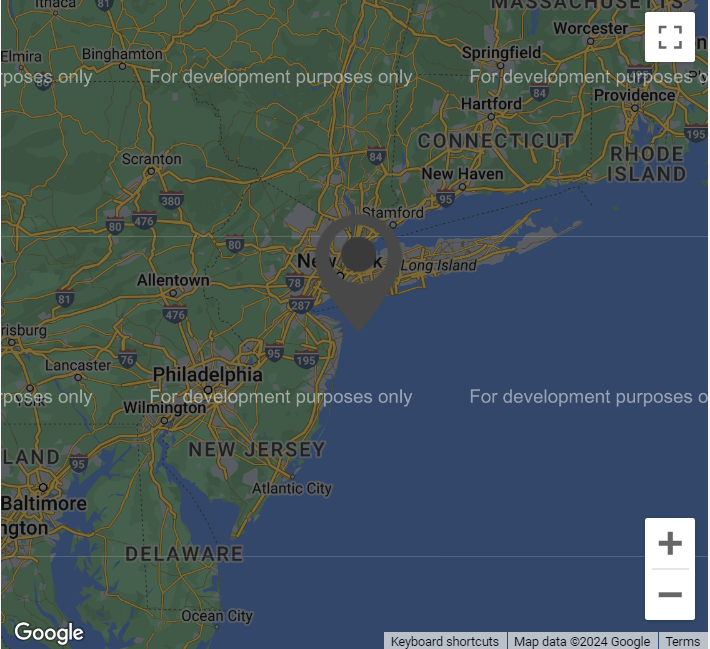 MASSACHUSETTS
Ithaca
81
Worcester
Elmira
Binghamton
Springfield
86
rposes only
For development purposes only
For development purposes o
84
Hartford
Providence
CONNECTICUT
195
84
RHODE
ISLAND
Scranton
New Haven
380
95
476
80
Stamford
80
New
k
Long Island
Allentown
78
81
287
476
risburg
76
95
195
Lancaster
Philadelphia
rposes only
For development purposes only
For development purposes o
York
Wilmington
NEW JERSEY
LAND
95
Atlantic City
Baltimore
ngton
DELAWARE
Ocean City
Google
Keyboard shortcuts
Map data ©2024 Google
Terms